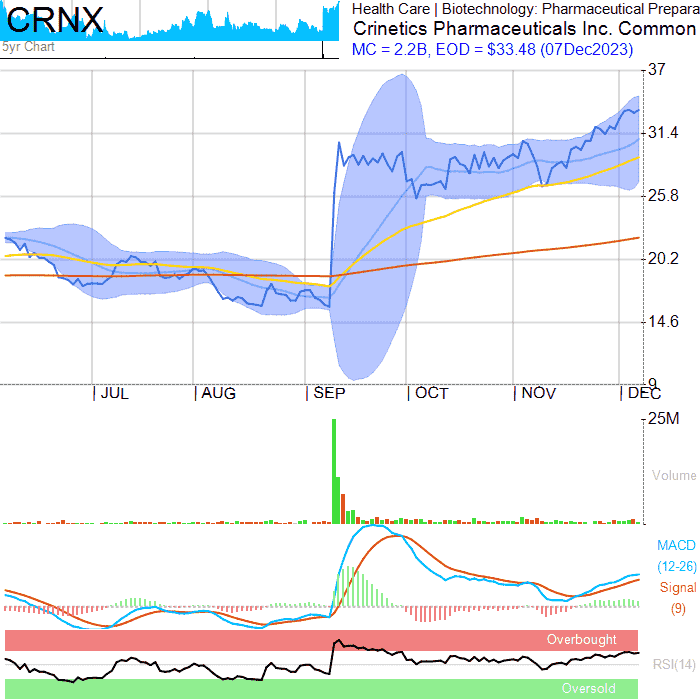 CRNX
5yr Chart
Health Care | Biotechnology: Pharmaceutical Prepara
Crinetics Pharmaceuticals Inc. Common
MC = 2.2B, EOD = $33.48 (07Dec2023)
37
31.4
25.8
20.2
14.6
9
JUL
AUG
SEP
OCT
NOV
DEC
25M
Volume
MACD
(12-26)
Signal
(9)
Overbought
RSI(14)
Oversold